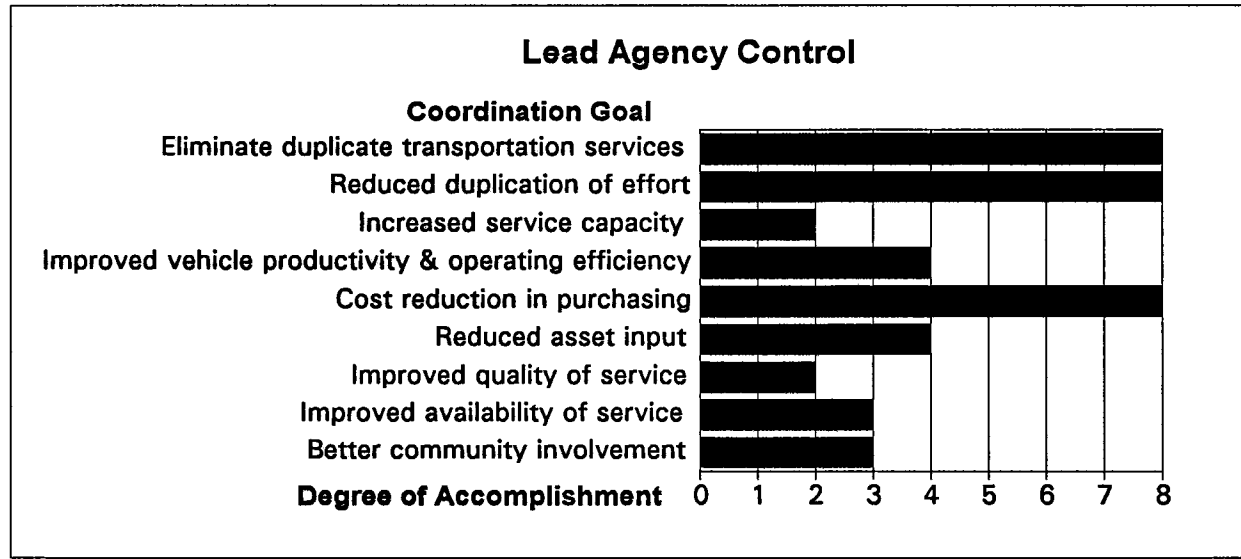 Lead Agency Control
Coordination Goal
Eliminate duplicate transportation services
Reduced duplication of effort
Increased service capacity
Improved vehicle productivity & operating efficiency
Cost reduction in purchasing
Reduced asset input
Improved quality of service
Improved availability of service
Better community involvement
Degree of Accomplishment 0 1 2 3 4 5 6 7 8